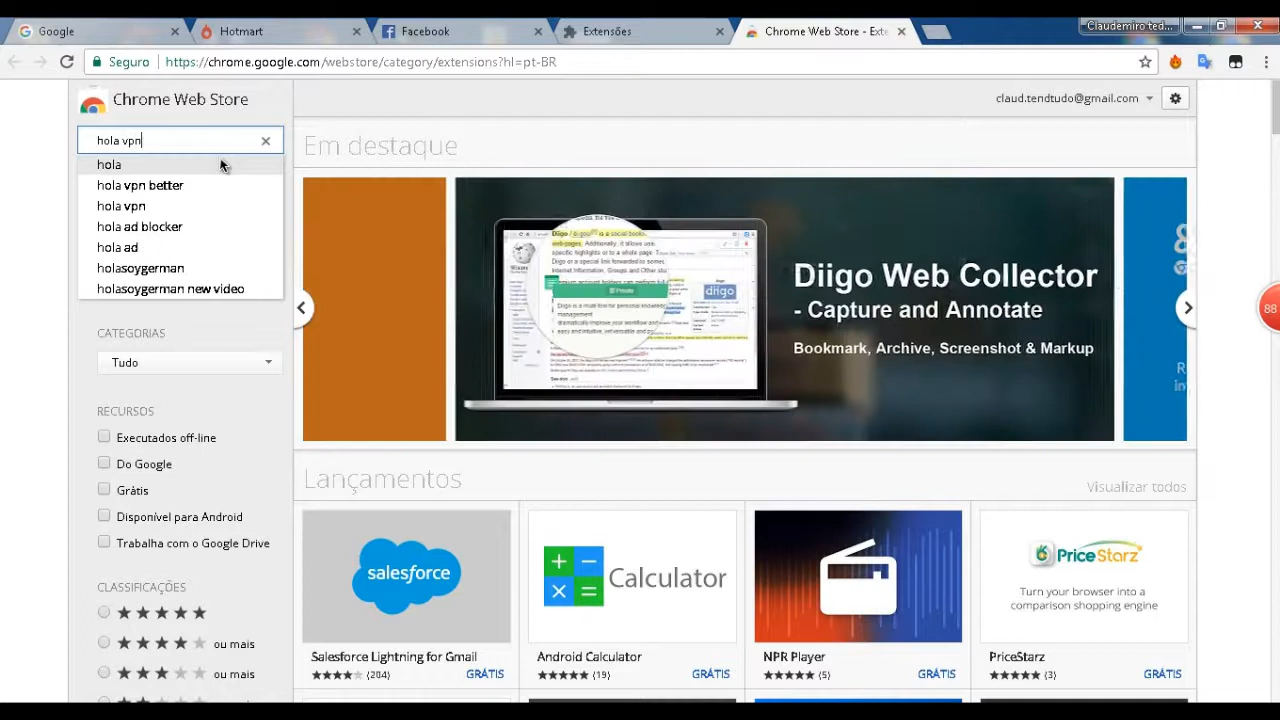 Google
Hotmart
Facebook
Extensões
Chrome Web Store - Exte
Claudemiro ted...
Seguro
https://chrome.google.com/webstore/category/extensions?hl=pt-BR
Chrome Web Store
claud.tendtudo@gmail.com
hola vpn
hola
hola vpn better
hola vpn
hola ad blocker
hola ad
holasoygerman
holasoygerman new video
CATEGORIAS
Tudo
RECURSOS
Executados off-line
Do Google
Grátis
Disponível para Android
Trabalha com o Google Drive
CLASSIFICAÇÕES
ou mais
ou mais
Em destaque
Diigo Web Collector
- Capture and Annotate
Bookmark, Archive, Screenshot & Markup
88
Lançamentos
Visualizar todos
salesforce
Calculator
PriceStarz
Turn your browser into a
comparison shopping engine
Salesforce Lightning for Gmail
(204)
GRÁTIS
Android Calculator
(19)
GRÁTIS
NPR Player
(5)
GRÁTIS
PriceStarz
(3)
GRÁTIS